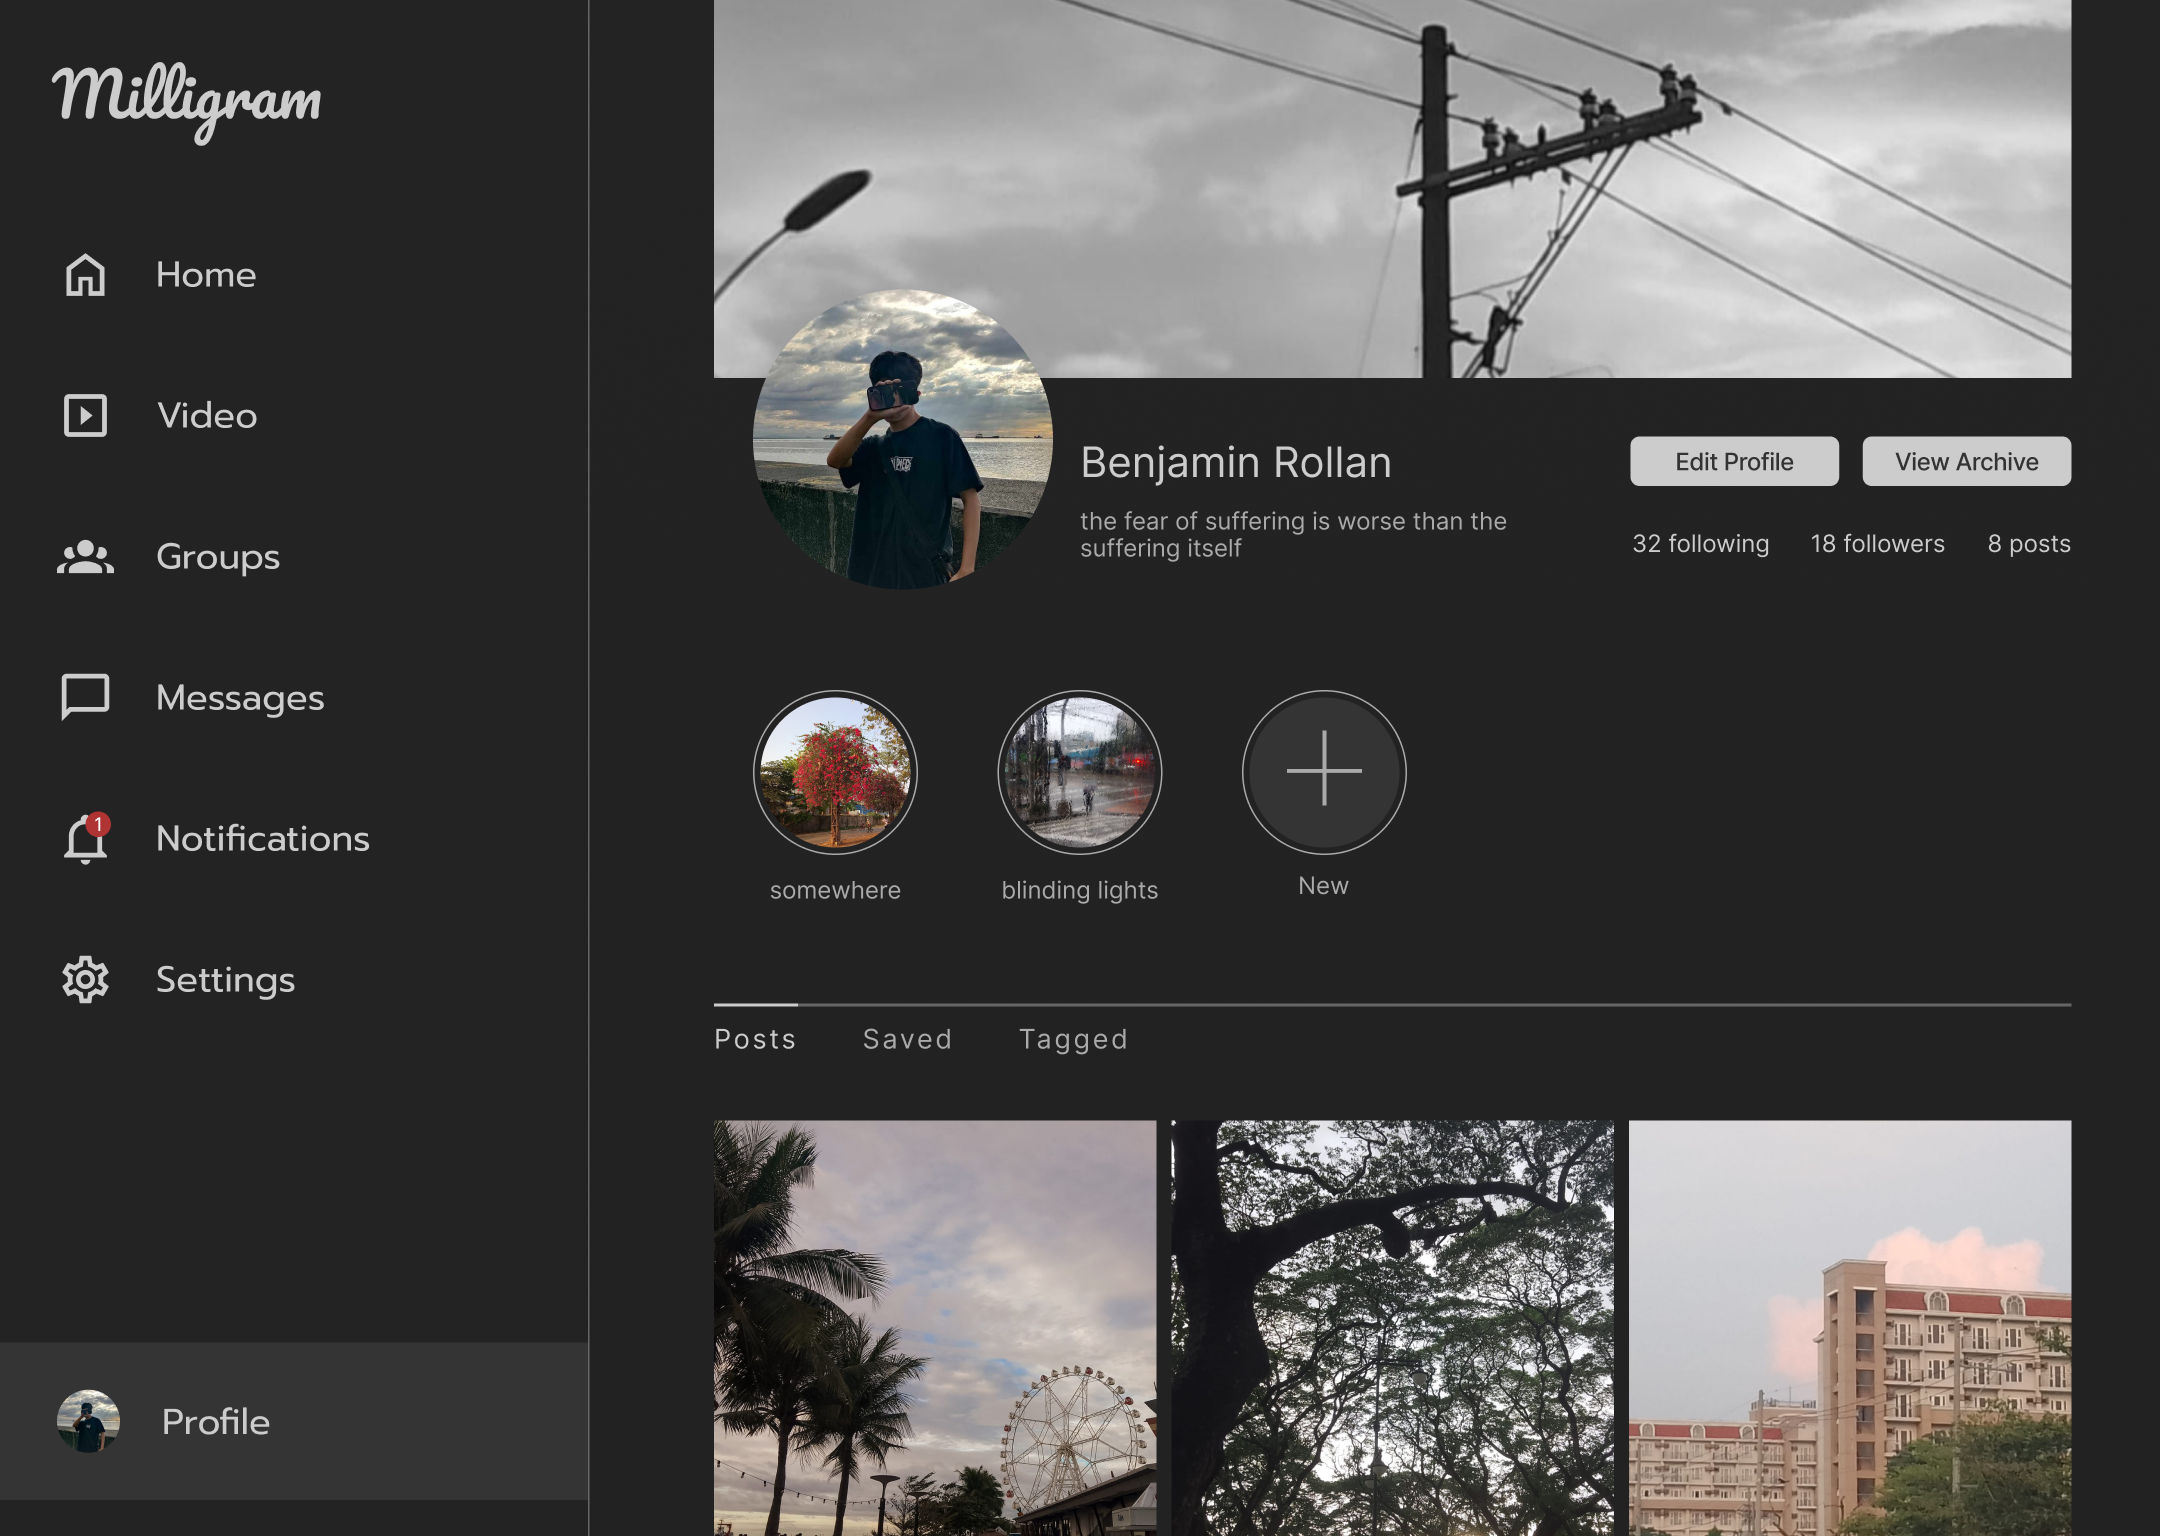 Milligram
Home
Video
Groups
Messages
1
Notifications
Settings
Profile
Benjamin Rollan
the fear of suffering is worse than the
suffering itself
Edit Profile
View Archive
32 following
18 followers
8 posts
somewhere
blinding lights
New
Posts
Saved
Tagged